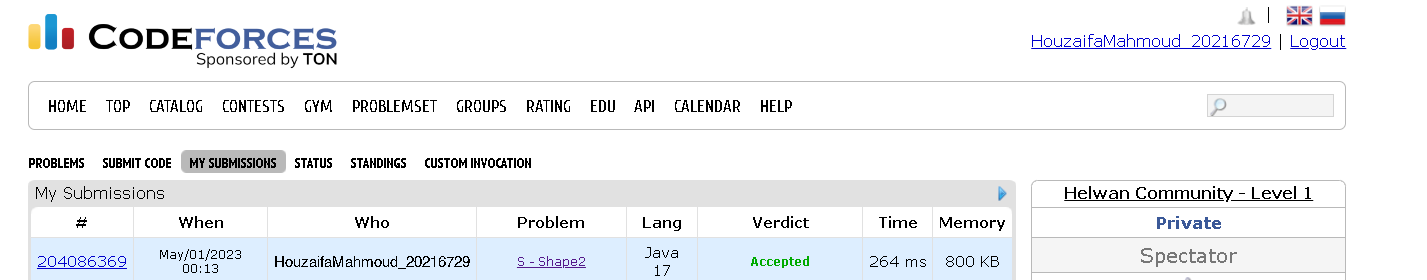 CODEFORCES
Sponsored by TON
|
HouzaifaMahmoud_20216729 | Logout
HOME TOP CATALOG CONTESTS GYM PROBLEMSET GROUPS RATING EDU API CALENDAR HELP
PROBLEMS SUBMIT CODE MY SUBMISSIONS STATUS STANDINGS CUSTOM INVOCATION
My Submissions
# When Who Problem Lang Verdict Time Memory
204086369 May/01/2023 00:13 HouzaifaMahmoud_20216729 S - Shape2 Java 17 Accepted 264 ms 800 KB
Helwan Community - Level 1
Private
Spectator